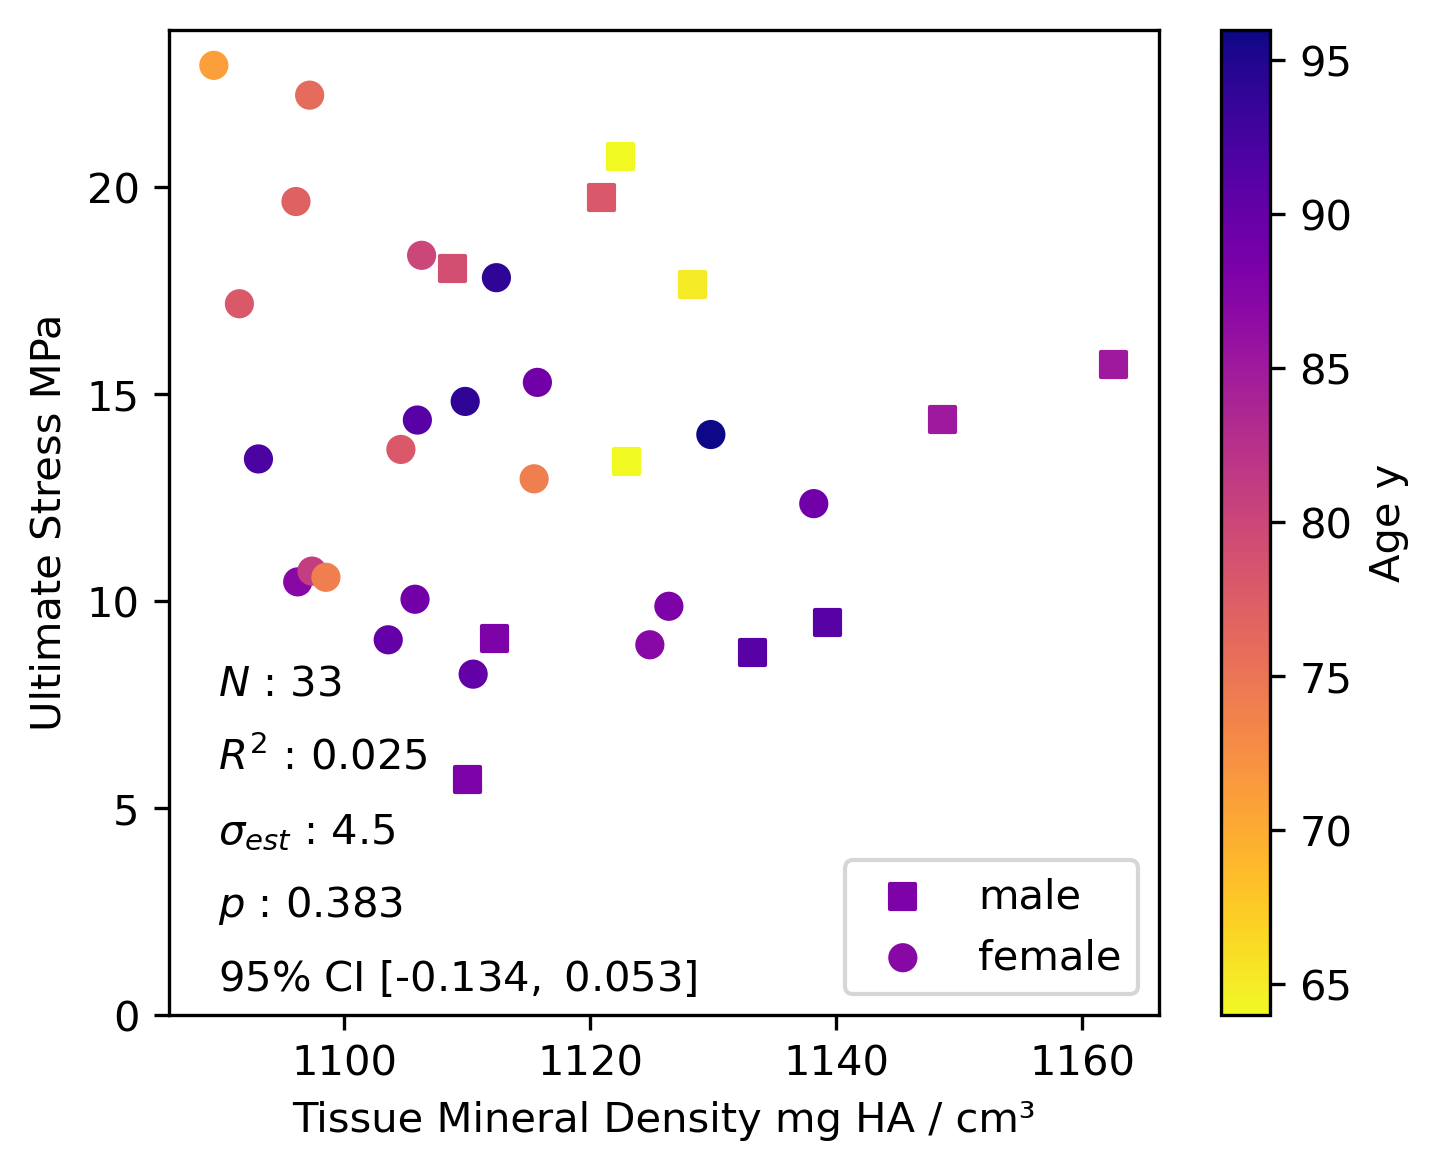 20
15
10
5
0
Ultimate Stress MPa
N : 33
R² : 0.025
σest : 4.5
p : 0.383
95% CI [-0.134, 0.053]
male
female
1100 1120 1140 1160
Tissue Mineral Density mg HA / cm³
95
90
85
80
75
70
65
Age y